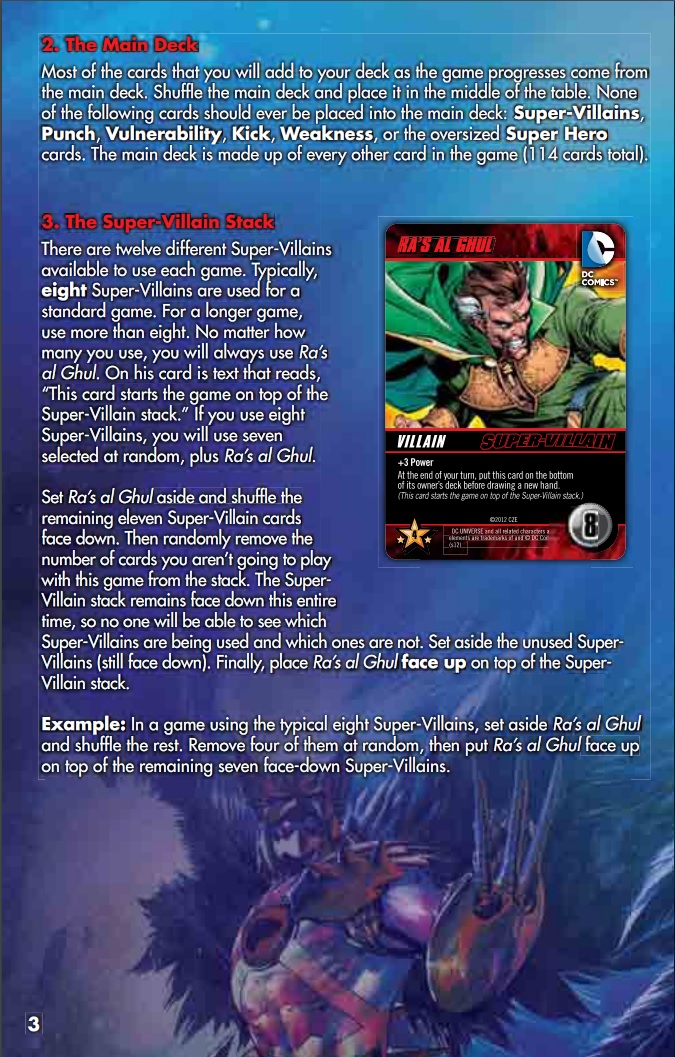 2. The Main Deck
Most of the cards that you will add to your deck as the game progresses come from
the main deck. Shuffle the main deck and place it in the middle of the table. None
of the following cards should ever be placed into the main deck: Super-Villains,
Punch, Vulnerability, Kick, Weakness, or the oversized Super Hero
cards. The main deck is made up of every other card in the game (114 cards total).
3. The Super-Villain Stack
There are twelve different Super-Villains
available to use each game. Typically,
eight Super-Villains are used for a
standard game. For a longer game,
use more than eight. No matter how
many you use, you will always use Ra's
al Ghul. On his card is text that reads,
"This card starts the game on top of the
Super-Villain stack." If you use eight
Super-Villains, you will use seven
selected at random, plus Ra's al Ghul.
Set Ra's al Ghul aside and shuffle the
remaining eleven Super-Villain cards
face down. Then randomly remove the
number of cards you aren't going to play
with this game from the stack. The Super-
Villain stack remains face down this entire
time, so no one will be able to see which
Super-Villains are being used and which ones are not. Set aside the unused Super-
Villains (still face down). Finally, place Ra's al Ghul face up on top of the Super-
Villain stack.
Example: In a game using the typical eight Super-Villains, set aside Ra's al Ghul
and shuffle the rest. Remove four of them at random, then put Ra's al Ghul face up
on top of the remaining seven face-down Super-Villains.
RA'S AL GHUL
DC
COMICS™
VILLAIN SUPER-VILLAIN
+3 Power
At the end of your turn, put this card on the bottom
of its owner's deck before drawing a new hand.
(This card starts the game on top of the Super-Villain stack.)
©2012 CZE
DC UNIVERSE and all related characters a
elements are trademarks of and © DC Con
(s12)
8
3